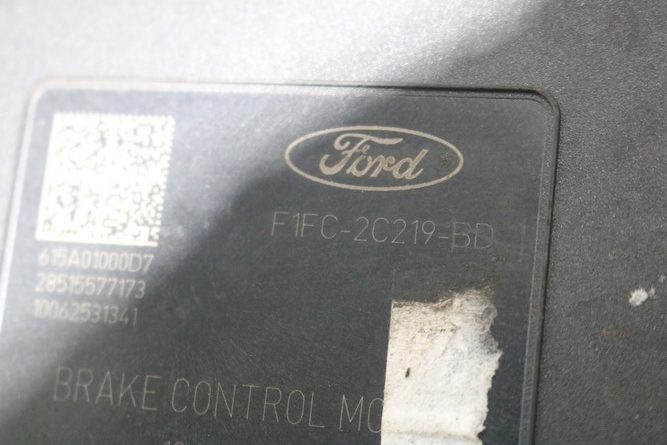 Ford
F1FC-2C219-BD
615A01000D7
28515577173
10062531341
BRAKE CONTROL MO